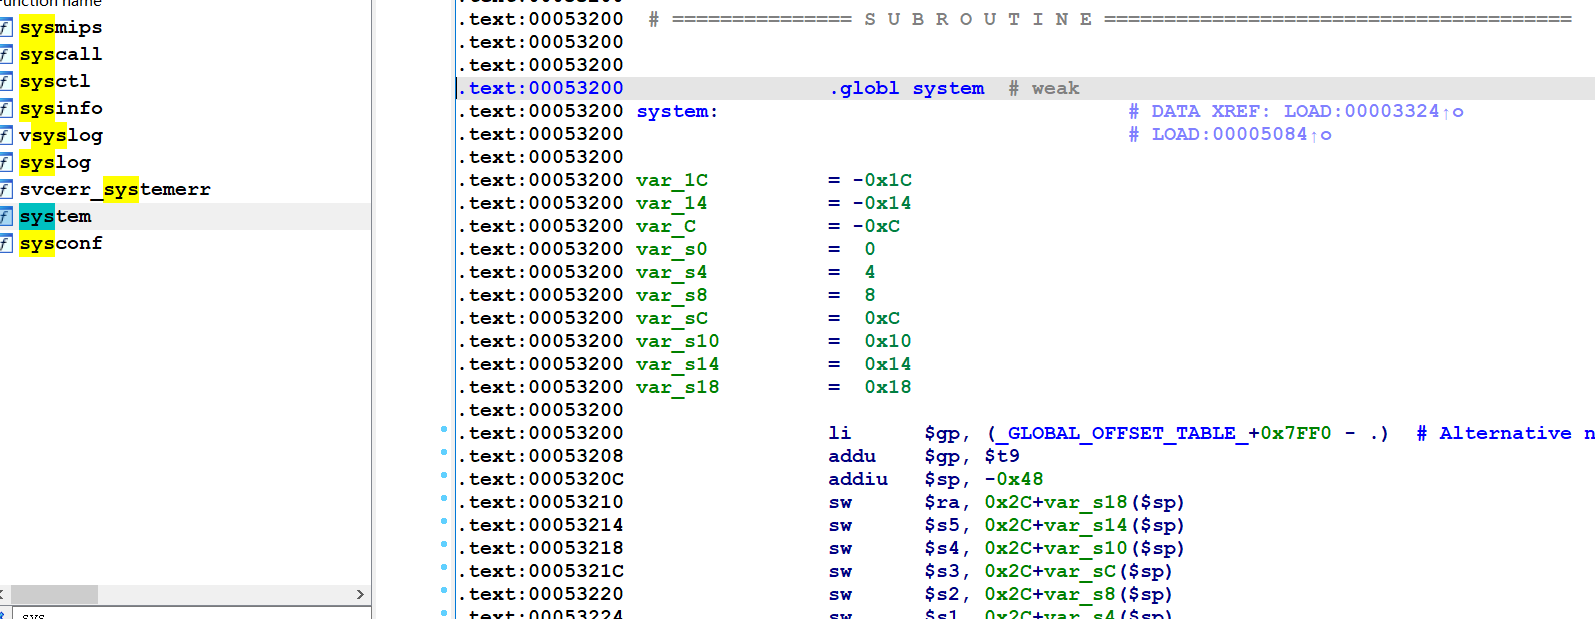 Function name
sysmips
syscall
sysctl
sysinfo
vsyslog
syslog
svcerr_systemerr
system
sysconf
sys
.text:00053200
.text:00053200 # =============== S U B R O U T I N E =======================================
.text:00053200
.text:00053200
.text:00053200 .globl system # weak
.text:00053200 system: # DATA XREF: LOAD:00003324↑o
.text:00053200 # LOAD:00005084↑o
.text:00053200
.text:00053200 var_1C = -0x1C
.text:00053200 var_14 = -0x14
.text:00053200 var_C = -0xC
.text:00053200 var_s0 = 0
.text:00053200 var_s4 = 4
.text:00053200 var_s8 = 8
.text:00053200 var_sC = 0xC
.text:00053200 var_s10 = 0x10
.text:00053200 var_s14 = 0x14
.text:00053200 var_s18 = 0x18
.text:00053200
.text:00053200 li $gp, (_GLOBAL_OFFSET_TABLE_+0x7FF0 - .) # Alternative n
.text:00053208 addu $gp, $t9
.text:0005320C addiu $sp, -0x48
.text:00053210 sw $ra, 0x2C+var_s18($sp)
.text:00053214 sw $s5, 0x2C+var_s14($sp)
.text:00053218 sw $s4, 0x2C+var_s10($sp)
.text:0005321C sw $s3, 0x2C+var_sC($sp)
.text:00053220 sw $s2, 0x2C+var_s8($sp)
.text:00053224 sw $s1, 0x2C+var_s4($sp)